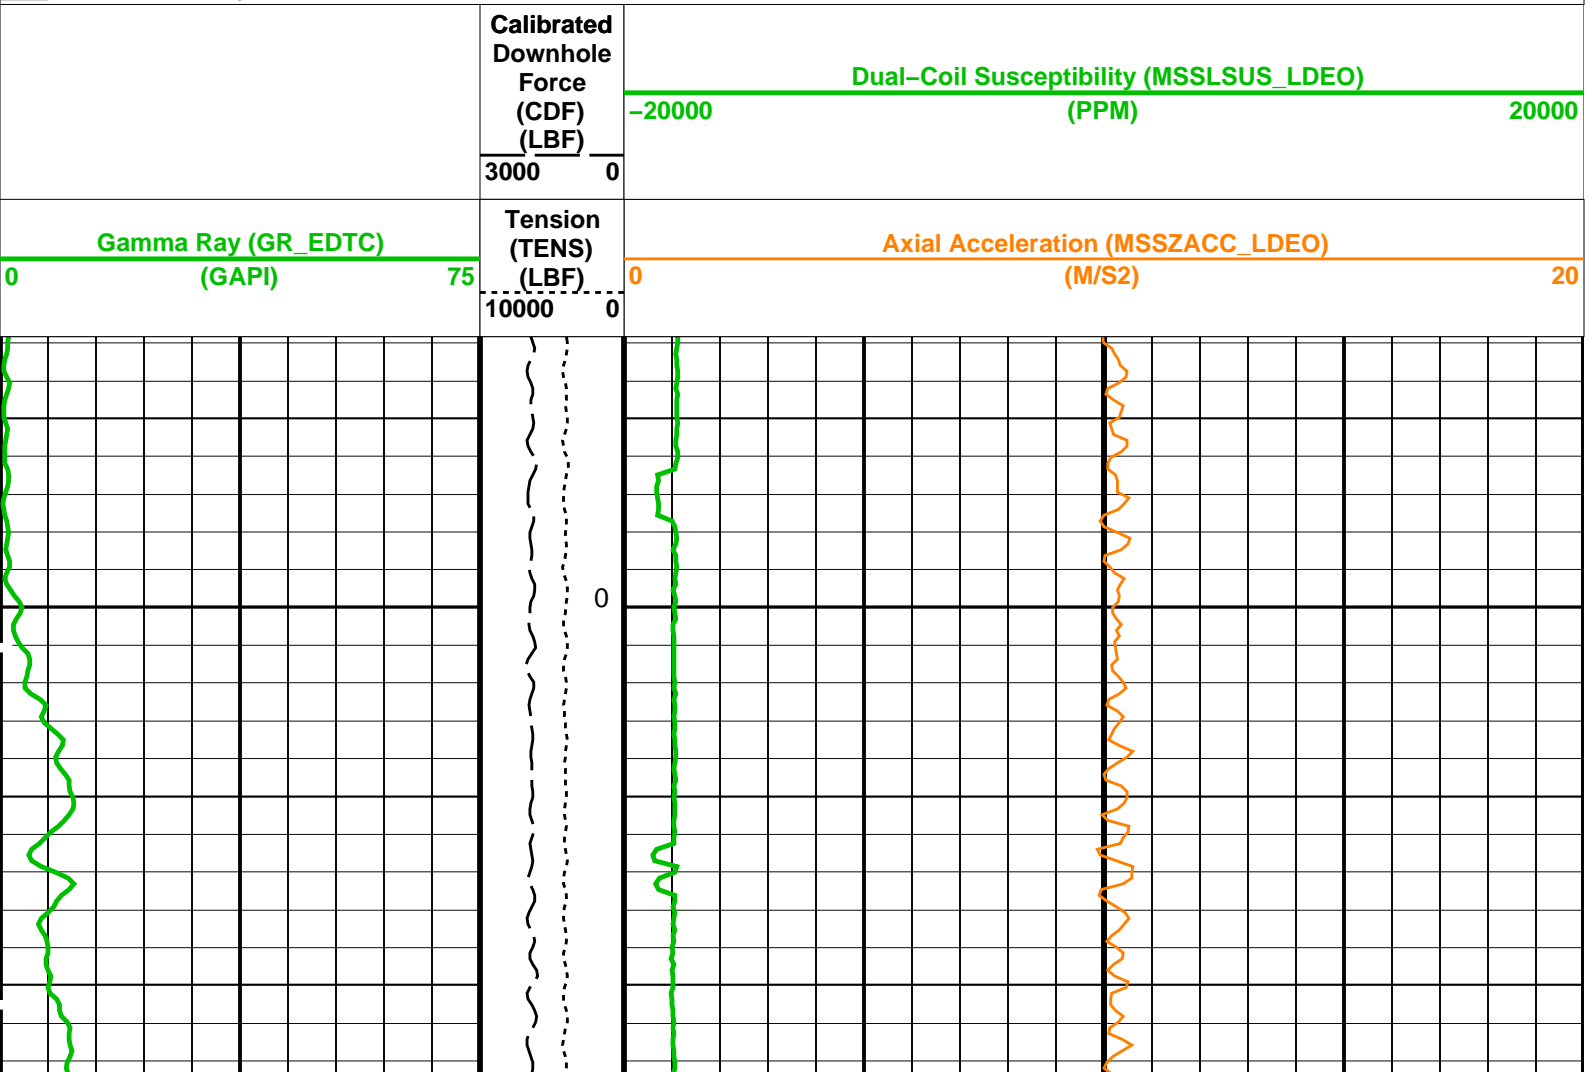 Calibrated
Downhole
Force
(CDF)
(LBF)
3000 0
Dual–Coil Susceptibility (MSSLSUS_LDEO)
–20000 (PPM) 20000
Gamma Ray (GR_EDTC)
0 (GAPI) 75
Tension
(TENS)
(LBF)
10000 0
Axial Acceleration (MSSZACC_LDEO)
0 (M/S2) 20
0